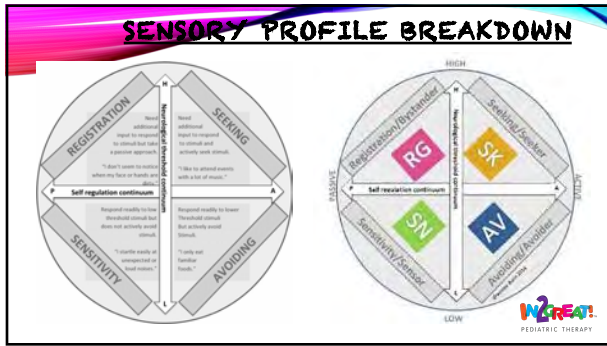 SENSORY PROFILE BREAKDOWN
H
REGISTRATION
Neurological threshold continuum
SEEKING
Need
additional
input to respond
to stimuli but take
a passive approach.
"I don't seem to notice
when my face or hands are
dirty."
Need
additional
input to respond
to stimuli and
actively seek stimuli.
"I like to attend events
with a lot of music."
P
Self regulation continuum
A
Respond readily to low
threshold stimuli but
does not actively avoid
stimuli.
"I startle easily at
unexpected or
loud noises."
Respond readily to lower
Threshold stimuli
But actively avoid
Stimuli.
"I only eat
familiar
foods."
SENSITIVITY
AVOIDING
L
HIGH
H
Registration/Bystander
Neurological threshold continuum
Seeking/Seeker
RG
SK
PASSIVE
P
Self regulation continuum
A
ACTIVE
SN
AV
Sensitivity/Sensor
Avoiding/Avoider
L
LOW
IN2GREAT!
PEDIATRIC THERAPY